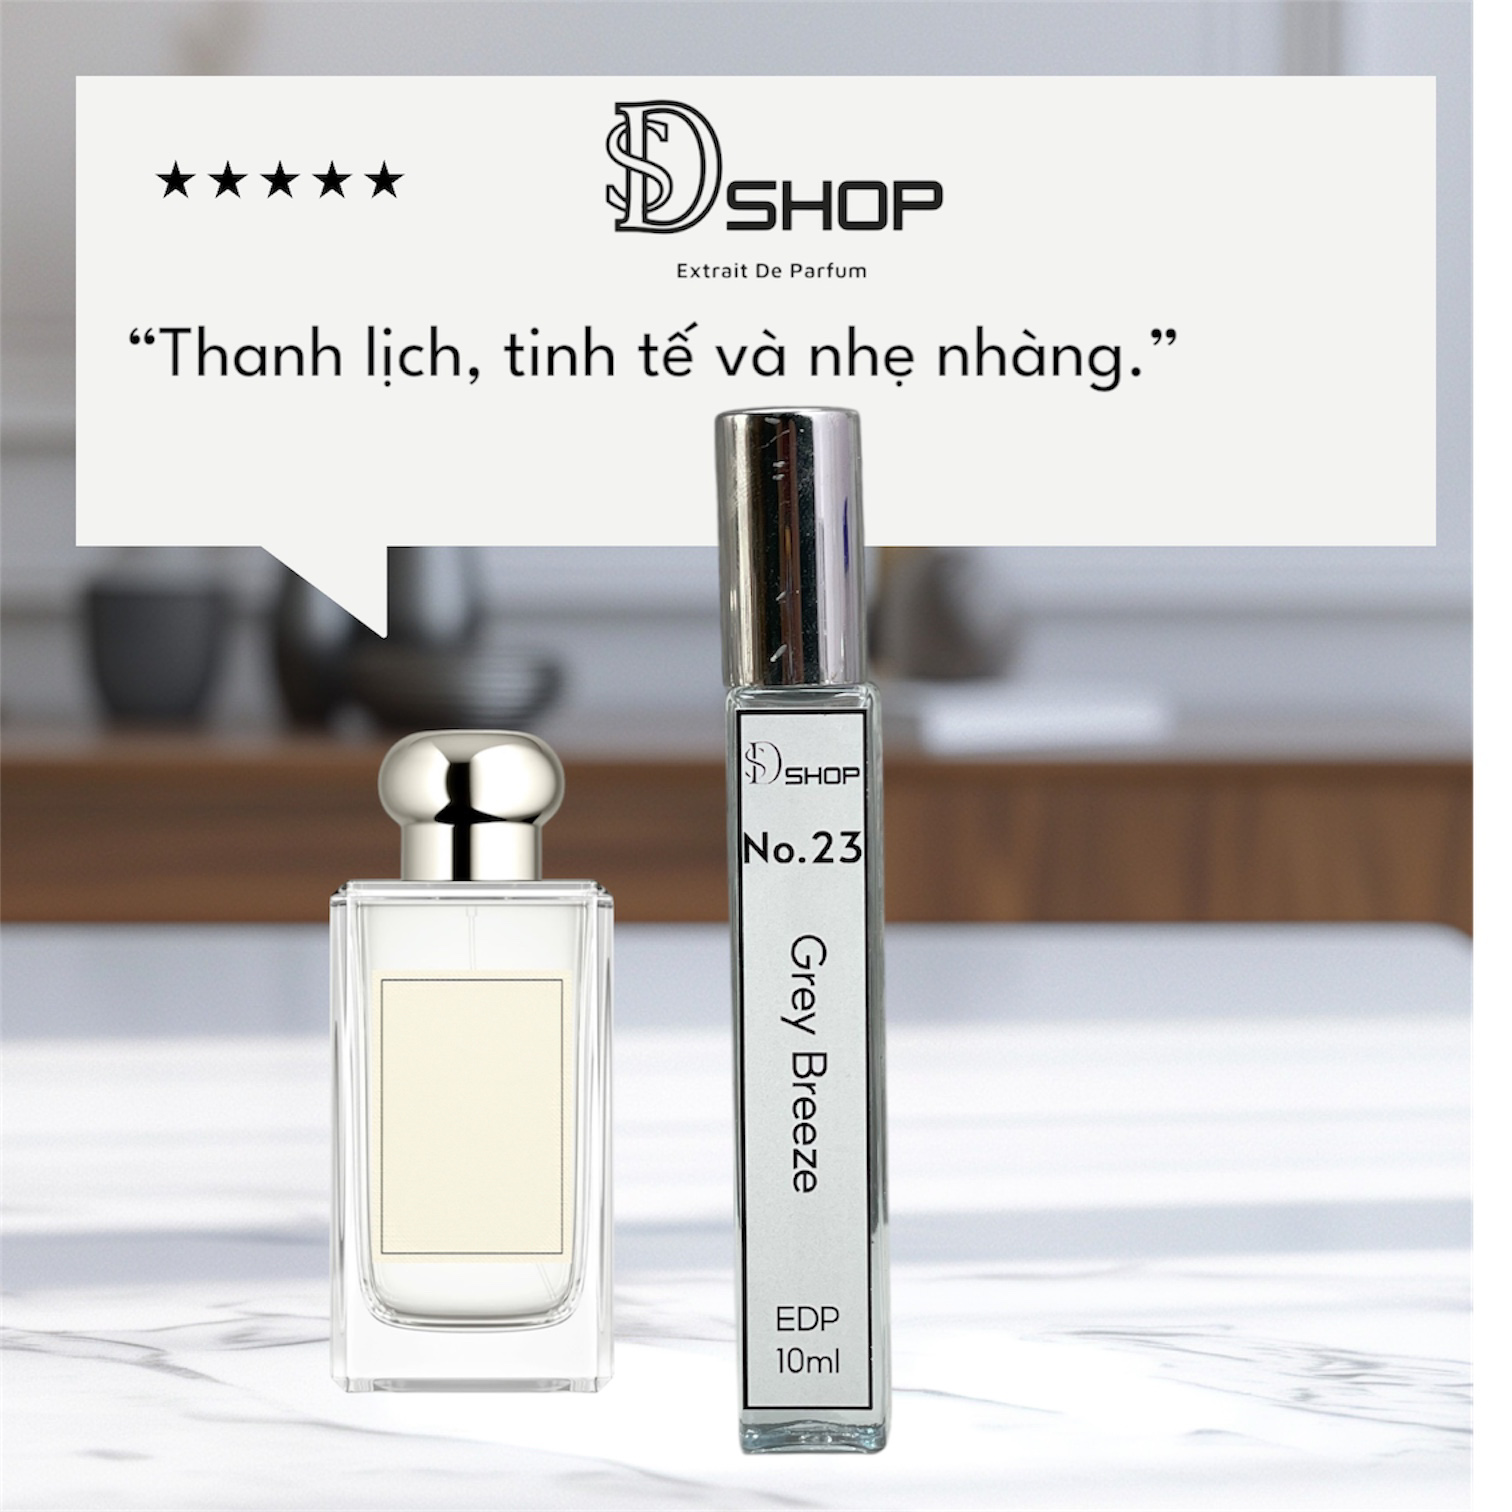 ★★★★★
SD SHOP
Extrait De Parfum
“Thanh lịch, tinh tế và nhẹ nhàng.”
SD SHOP
No.23
Grey Breeze
EDP
10ml